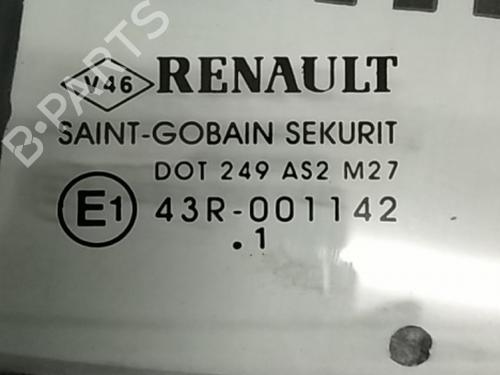 V46 RENAULT
SAINT-GOBAIN SEKURIT
DOT 249 AS2 M27
E1 43R-001142
.1
B-PARTS